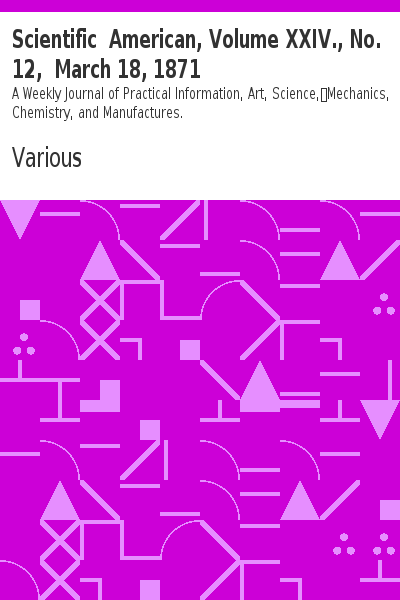 Scientific American, Volume XXIV., No.
12, March 18, 1871
A Weekly Journal of Practical Information, Art, Science,▯Mechanics,
Chemistry, and Manufactures.
Various